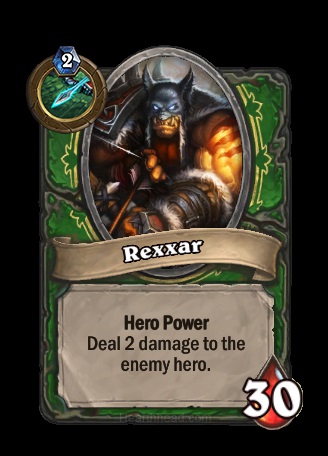 2
Rexxar
Hero Power
Deal 2 damage to the
enemy hero.
30